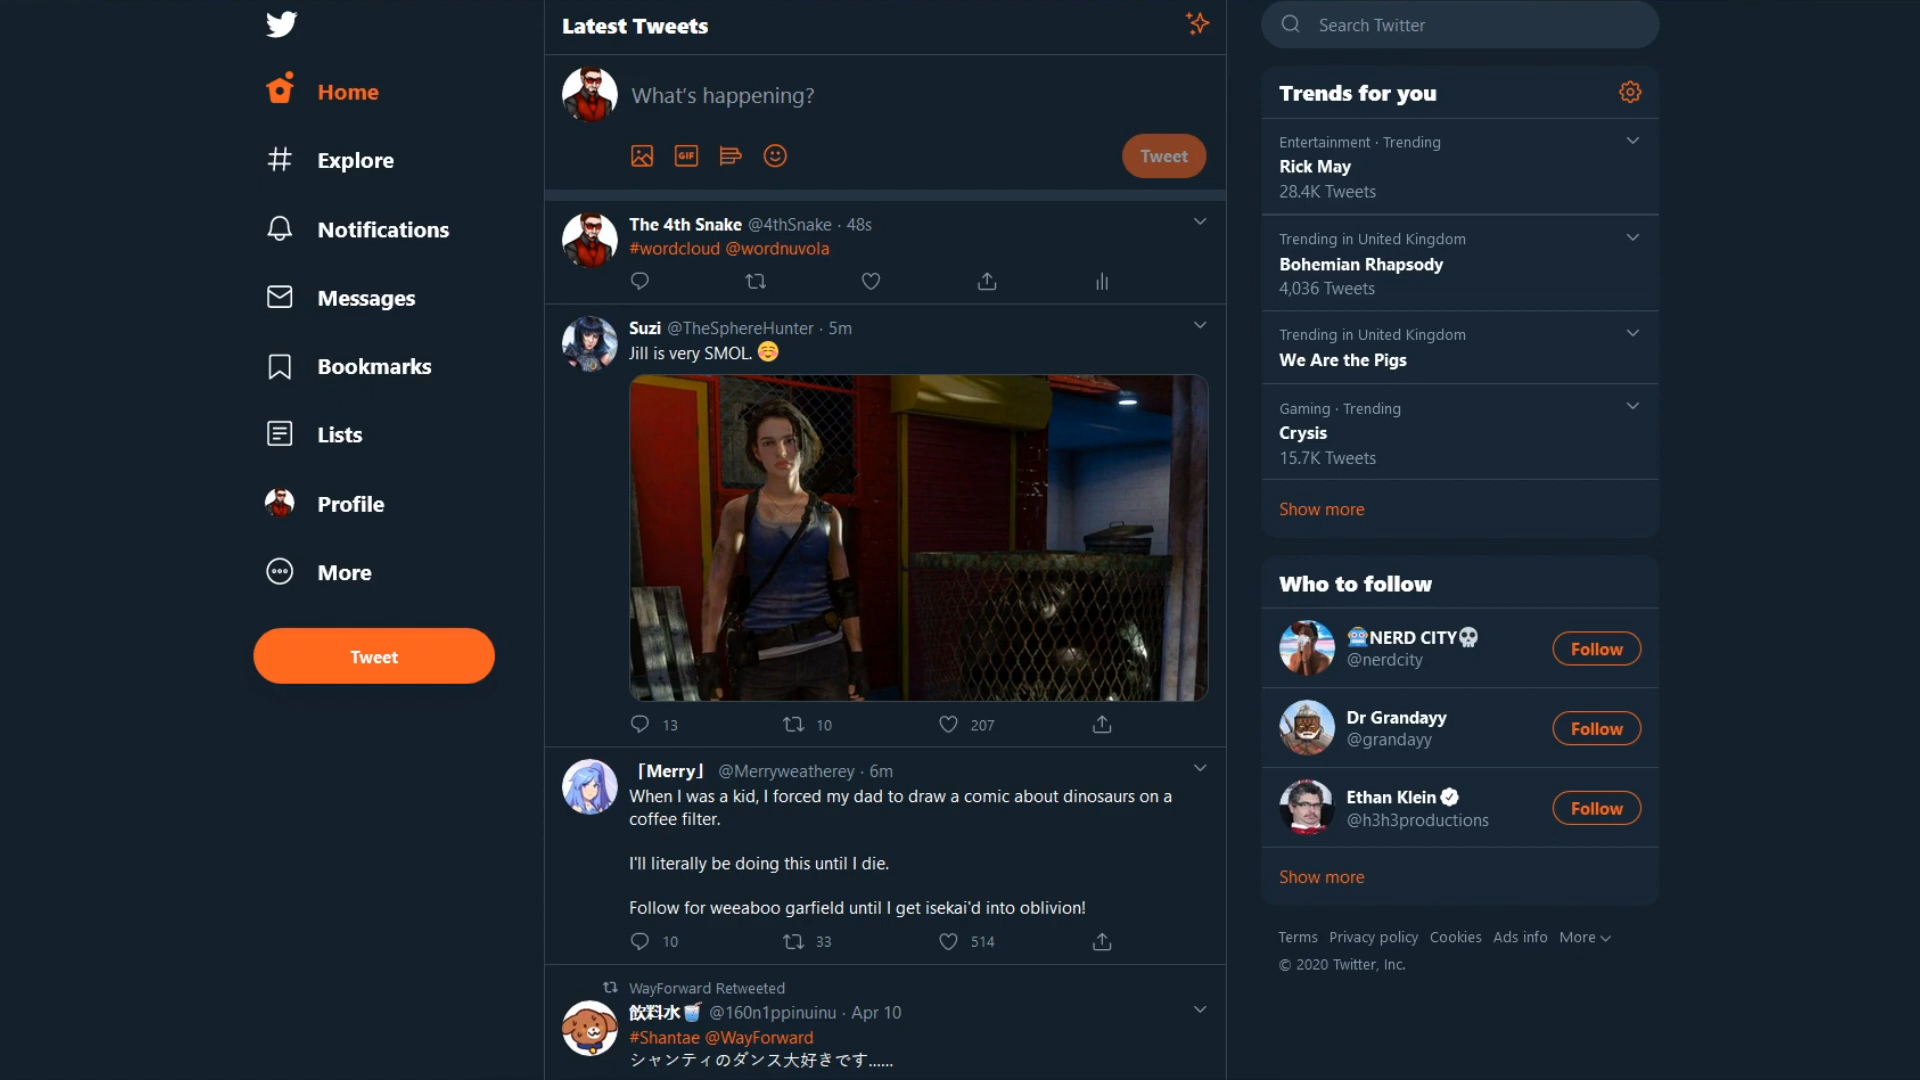 Home
Explore
Notifications
Messages
Bookmarks
Lists
Profile
More
Tweet
Latest Tweets
What's happening?
GIF
Tweet
The 4th Snake @4thSnake · 48s
#wordcloud @wordnuvola
Suzi @TheSphereHunter · 5m
Jill is very SMOL. ☺️
13 10 207
「Merry」 @Merryweatherey · 6m
When I was a kid, I forced my dad to draw a comic about dinosaurs on a
coffee filter.
I'll literally be doing this until I die.
Follow for weeaboo garfield until I get isekai'd into oblivion!
10 33 514
WayForward Retweeted
飲料水🥤 @160n1ppinuinu · Apr 10
#Shantae @WayForward
シャンティのダンス大好きです......
Search Twitter
Trends for you
Entertainment · Trending
Rick May
28.4K Tweets
Trending in United Kingdom
Bohemian Rhapsody
4,036 Tweets
Trending in United Kingdom
We Are the Pigs
Gaming · Trending
Crysis
15.7K Tweets
Show more
Who to follow
🤖NERD CITY💀
@nerdcity
Follow
Dr Grandayy
@grandayy
Follow
Ethan Klein
@h3h3productions
Follow
Show more
Terms Privacy policy Cookies Ads info More
© 2020 Twitter, Inc.